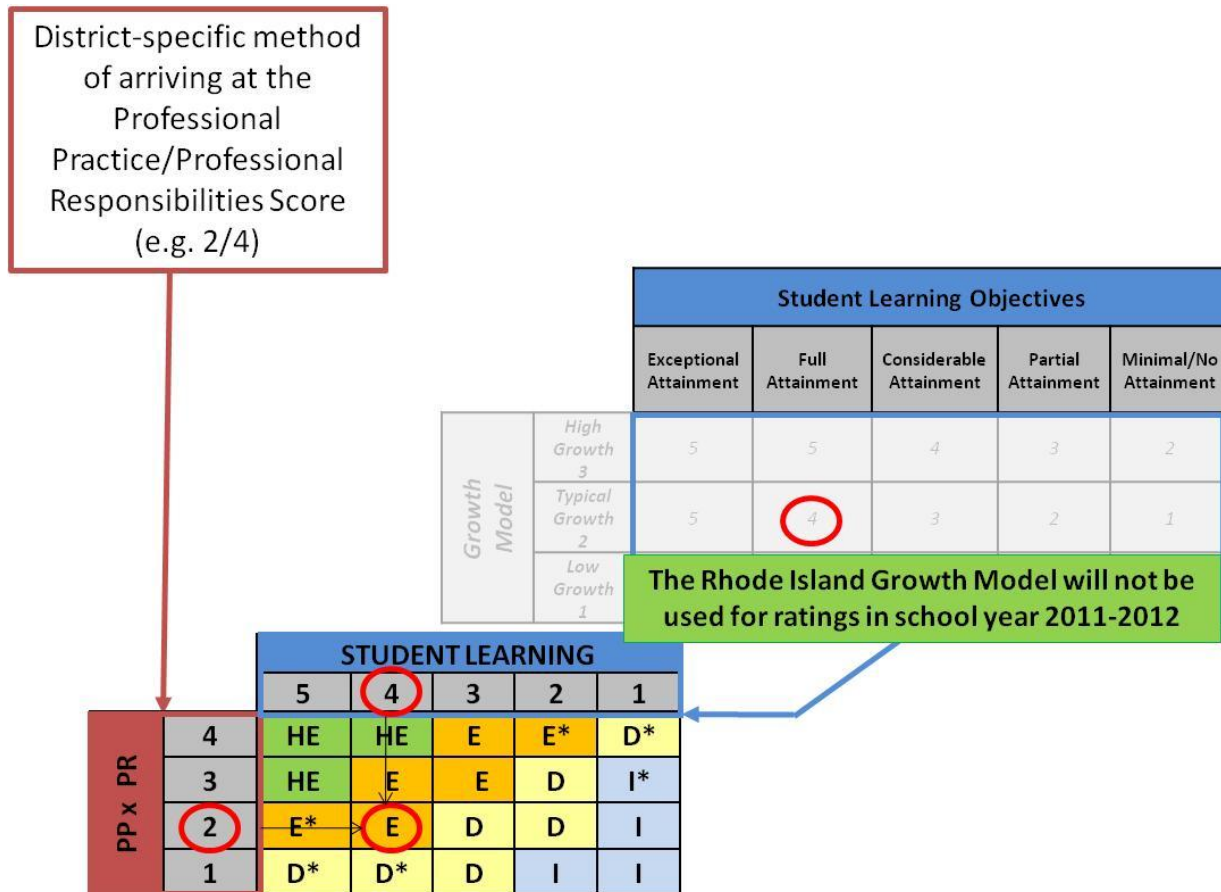 District-specific method
of arriving at the
Professional
Practice/Professional
Responsibilities Score
(e.g. 2/4)
Student Learning Objectives
Exceptional Attainment Full Attainment Considerable Attainment Partial Attainment Minimal/No Attainment
Growth Model
High Growth 3 5 5 4 3 2
Typical Growth 2 5 4 3 2 1
Low Growth 1
The Rhode Island Growth Model will not be
used for ratings in school year 2011-2012
STUDENT LEARNING
5 4 3 2 1
PP x PR
4 HE HE E E* D*
3 HE E E D I*
2 E* E D D I
1 D* D* D I I